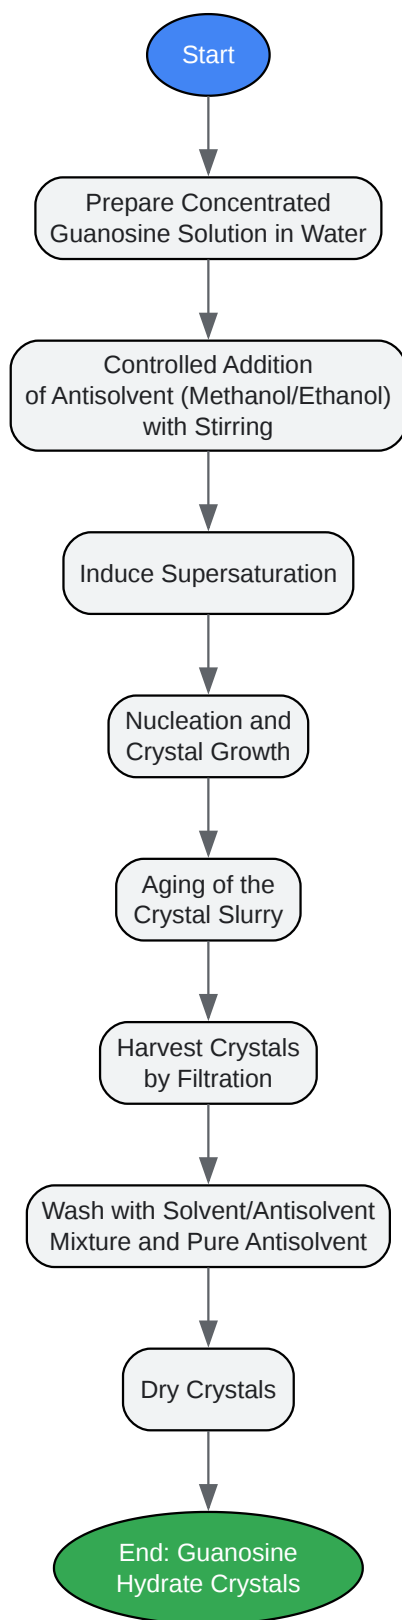 Start
Prepare Concentrated
Guanosine Solution in Water
Controlled Addition
of Antisolvent (Methanol/Ethanol)
with Stirring
Induce Supersaturation
Nucleation and
Crystal Growth
Aging of the
Crystal Slurry
Harvest Crystals
by Filtration
Wash with Solvent/Antisolvent
Mixture and Pure Antisolvent
Dry Crystals
End: Guanosine
Hydrate Crystals